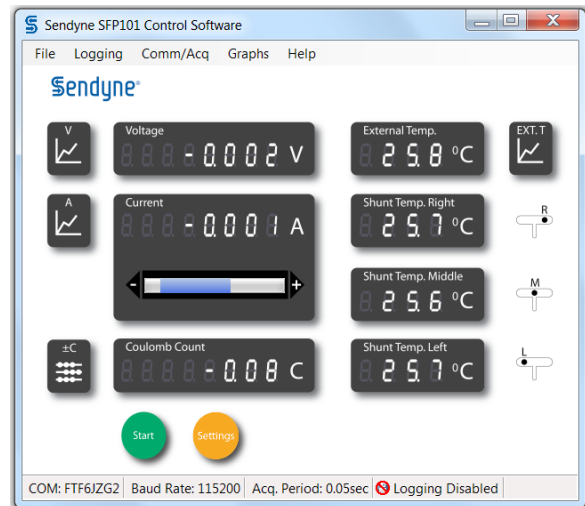 Sendyne SFP101 Control Software
File Logging Comm/Acq Graphs Help
Sendyne®
V
Voltage
-0.002 V
External Temp.
25.8 °C
EXT. T
A
Current
-0.001 A
- +
Shunt Temp. Right
25.7 °C
R
Shunt Temp. Middle
25.6 °C
M
±C
Coulomb Count
-0.08 C
Shunt Temp. Left
25.7 °C
L
Start
Settings
COM: FTF6JZG2 Baud Rate: 115200 Acq. Period: 0.05sec Logging Disabled